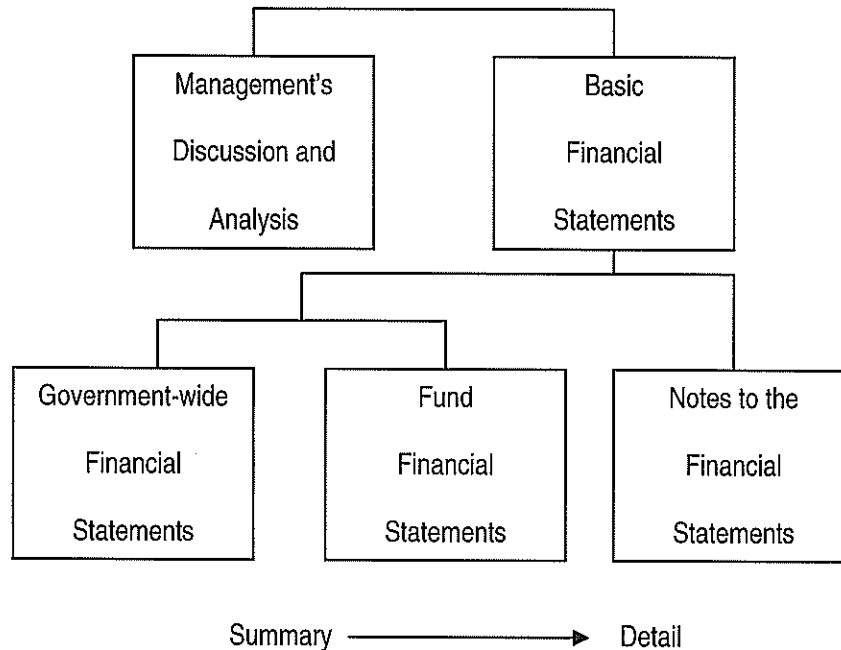 Management's
Discussion and
Analysis
Basic
Financial
Statements
Government-wide
Financial
Statements
Fund
Financial
Statements
Notes to the
Financial
Statements
Summary
Detail